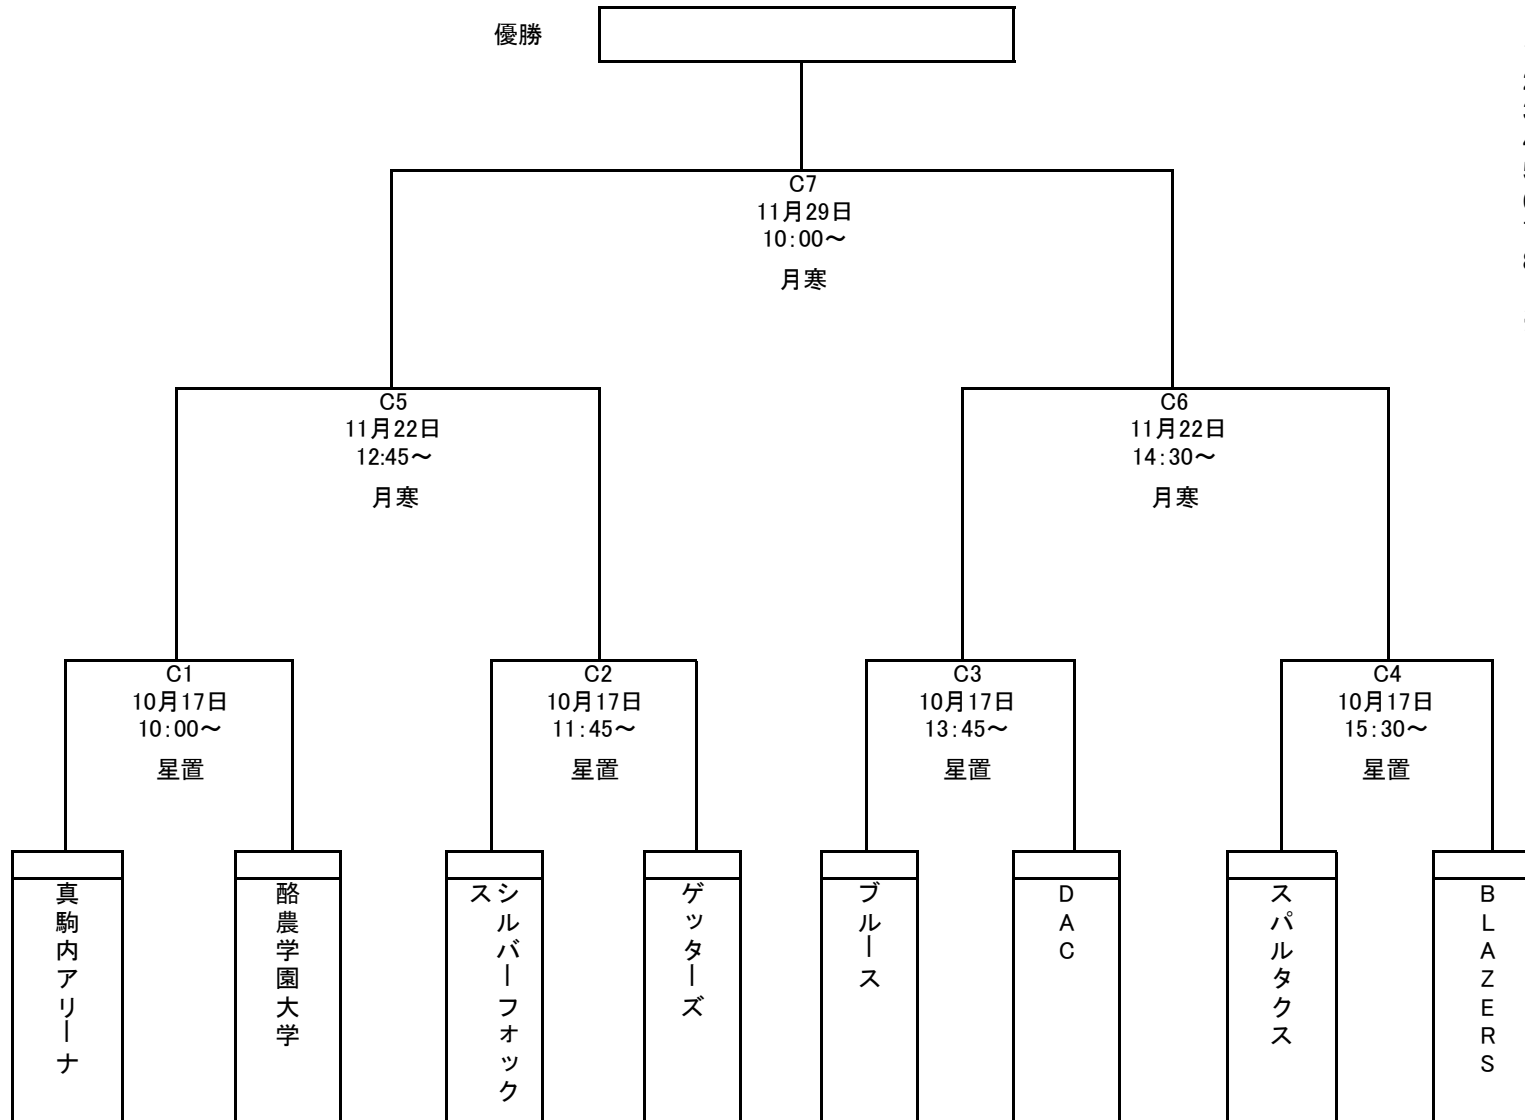 優勝
C7
11月29日
10:00～
月寒
C5
11月22日
12:45～
月寒
C6
11月22日
14:30～
月寒
C1
10月17日
10:00～
星置
C2
10月17日
11:45～
星置
C3
10月17日
13:45～
星置
C4
10月17日
15:30～
星置
真駒内アリーナ
酪農学園大学
シルバーフォックス
ゲッターズ
ブルース
DAC
スパルタクス
BLAZERS